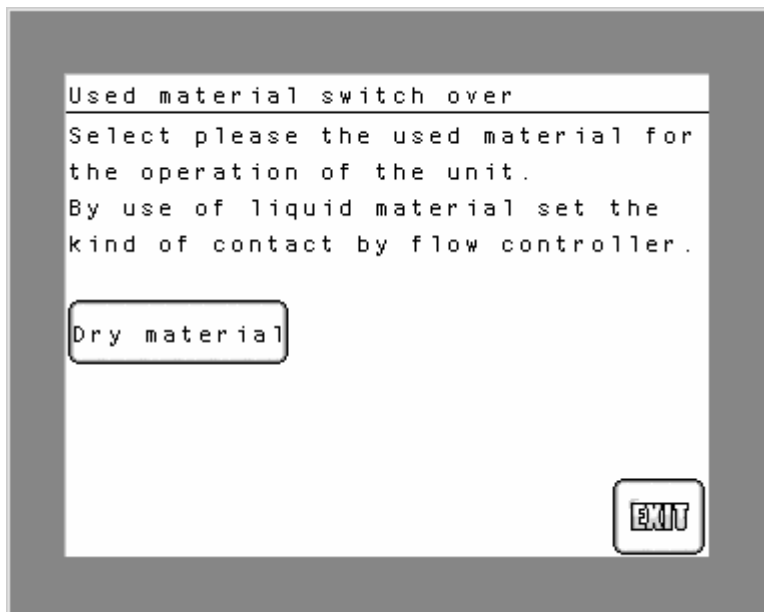 Used material switch over
Select please the used material for
the operation of the unit.
By use of liquid material set the
kind of contact by flow controller.
Dry material
EXIT